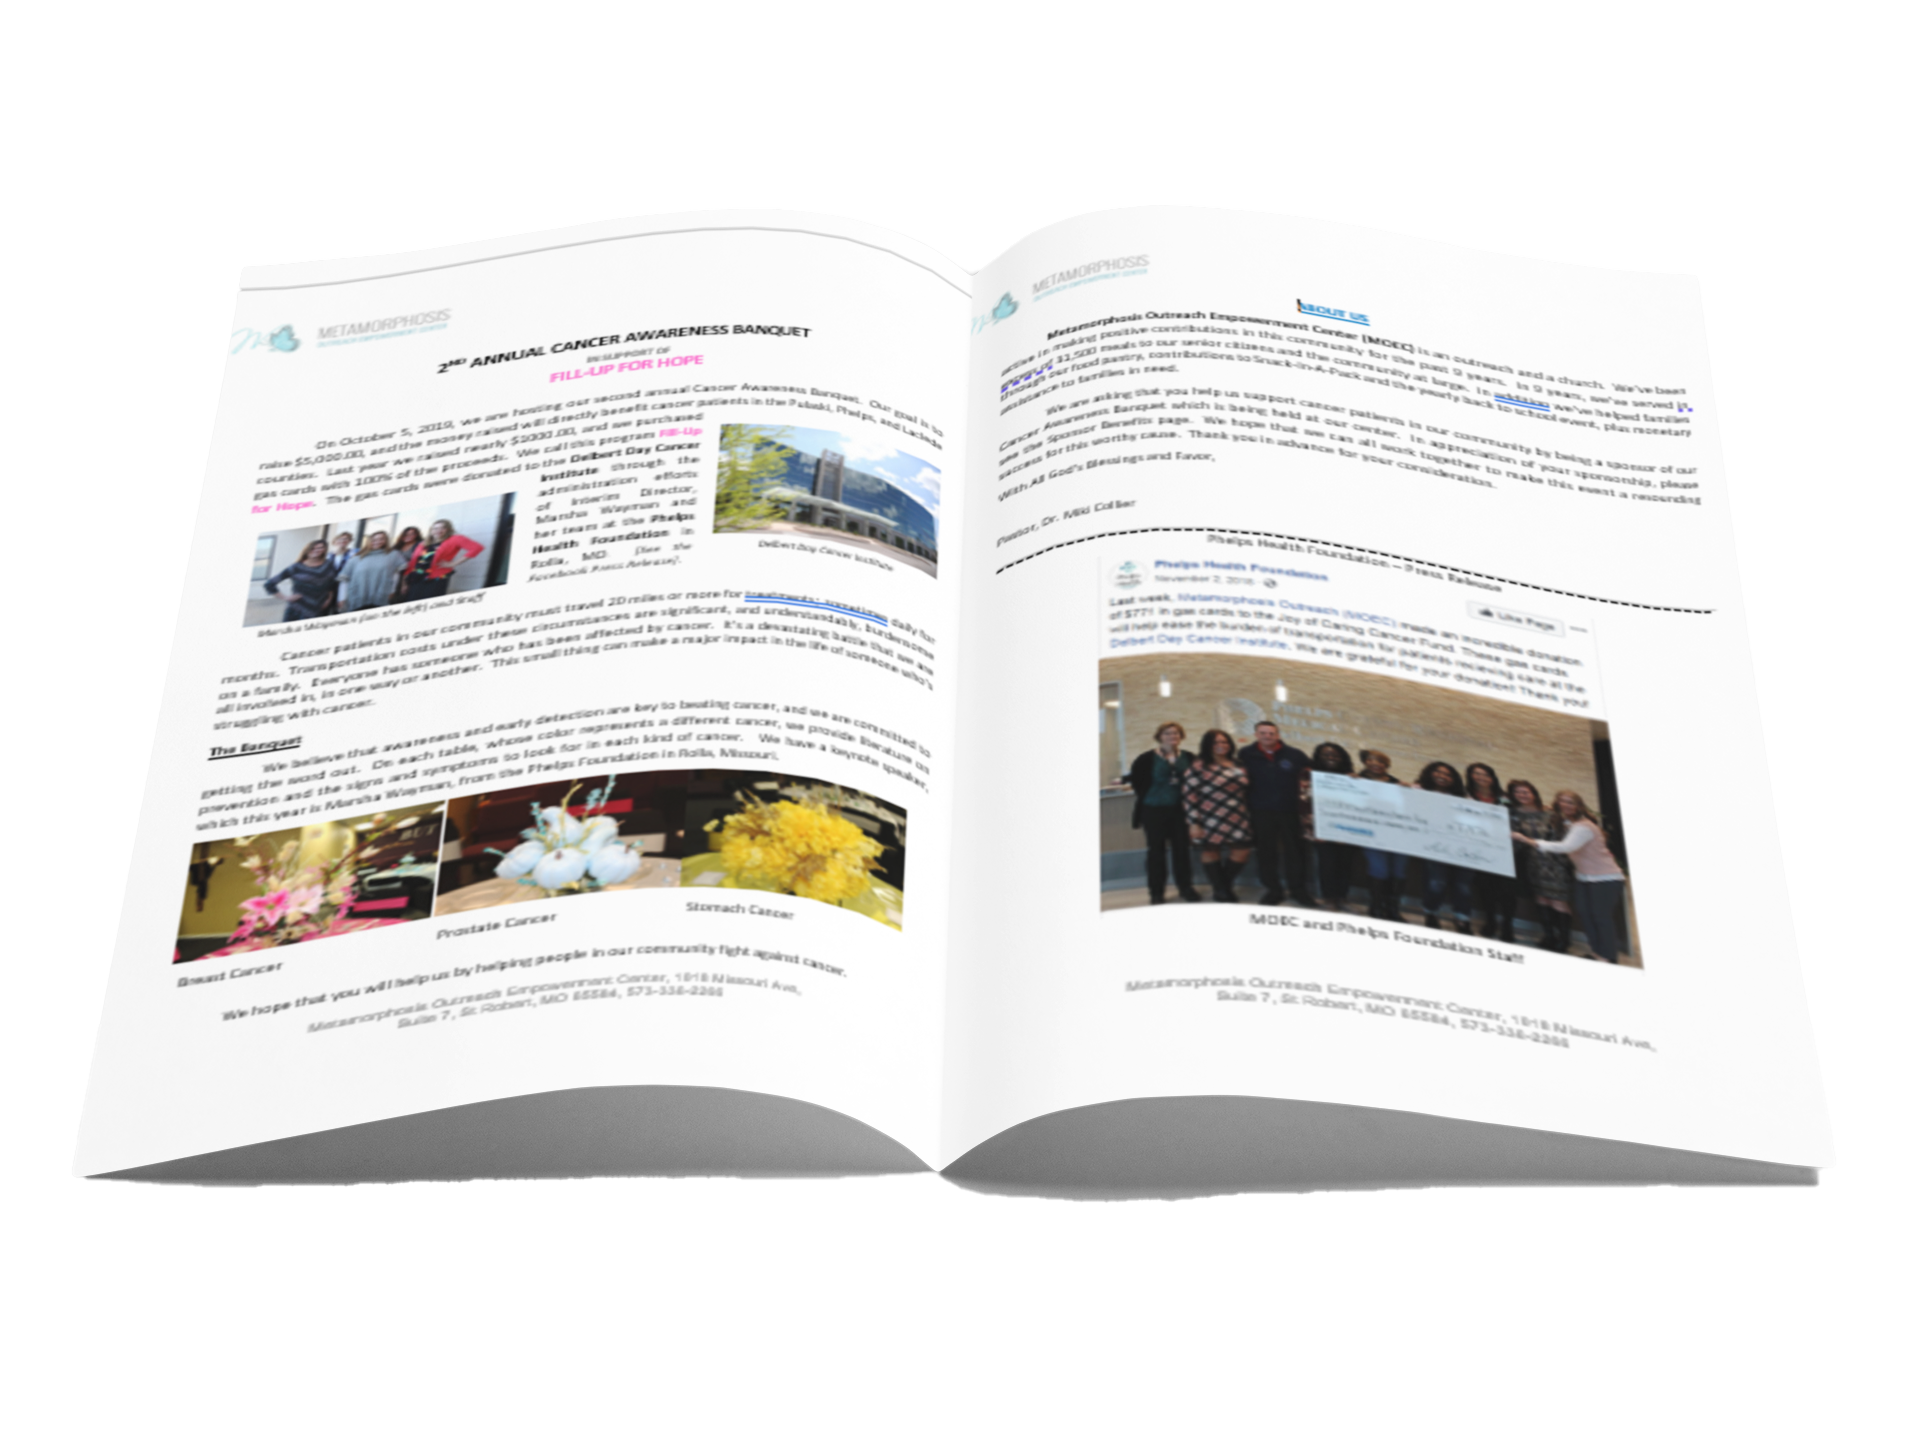 METAMORPHOSIS
OUTREACH EMPOWERMENT CENTER
2ND ANNUAL CANCER AWARENESS BANQUET
IN SUPPORT OF
FILL-UP FOR HOPE
On October 5, 2019, we are hosting our second annual Cancer Awareness Banquet. Our goal is to
raise $5,000.00, and the money raised will directly benefit cancer patients in the Pulaski, Phelps, and Laclede
counties. Last year we raised nearly $1000.00, and we purchased
gas cards with 100% of the proceeds. We call this program Fill-Up
for Hope. The gas cards were donated to the Delbert Day Cancer
Institute through the
administration efforts
of Interim Director,
Marsha Wayman and
her team at the Phelps
Health Foundation in
Rolla, MO. (See the
Facebook Press Release).
Delbert Day Cancer Institute
Marsha Wayman (on the left) and Staff
Cancer patients in our community must travel 20 miles or more for treatments; sometimes daily for
months. Transportation costs under these circumstances are significant, and understandably, burdensome
on a family. Everyone has someone who has been affected by cancer. It's a devastating battle that we are
all involved in, in one way or another. This small thing can make a major impact in the life of someone who's
struggling with cancer.
The Banquet
We believe that awareness and early detection are key to beating cancer, and we are committed to
getting the word out. On each table, whose color represents a different cancer, we provide literature on
prevention and the signs and symptoms to look for in each kind of cancer. We have a keynote speaker,
which this year is Marsha Wayman, from the Phelps Foundation in Rolla, Missouri.
BUT
Breast Cancer
Prostate Cancer
Stomach Cancer
We hope that you will help us by helping people in our community fight against cancer.
Metamorphosis Outreach Empowerment Center, 1018 Missouri Ave,
Suite 7, St Robert, MO 65584, 573-336-2266
METAMORPHOSIS
OUTREACH EMPOWERMENT CENTER
ABOUT US
Metamorphosis Outreach Empowerment Center (MOEC) is an outreach and a church. We've been
active in making positive contributions in this community for the past 9 years. In 9 years, we've served in
excess of 31,500 meals to our senior citizens and the community at large. In addition we've helped families
through our food pantry, contributions to Snack-In-A-Pack and the yearly back to school event, plus monetary
assistance to families in need.
We are asking that you help us support cancer patients in our community by being a sponsor of our
Cancer Awareness Banquet which is being held at our center. In appreciation of your sponsorship, please
see the Sponsor Benefits page. We hope that we can all work together to make this event a resounding
success for this worthy cause. Thank you in advance for your consideration.
With All God's Blessings and Favor,
Pastor, Dr. Miki Collier
Phelps Health Foundation – Press Release
Phelps Health Foundation
November 2, 2018
Like Page
Last week, Metamorphosis Outreach (MOEC) made an incredible donation
of $771 in gas cards to the Joy of Caring Cancer Fund. These gas cards
will help ease the burden of transportation for patients receiving care at the
Delbert Day Cancer Institute. We are grateful for your donation! Thank you!
PHELPS
MOEC and Phelps Foundation Staff
Metamorphosis Outreach Empowerment Center, 1018 Missouri Ave,
Suite 7, St Robert, MO 65584, 573-336-2266